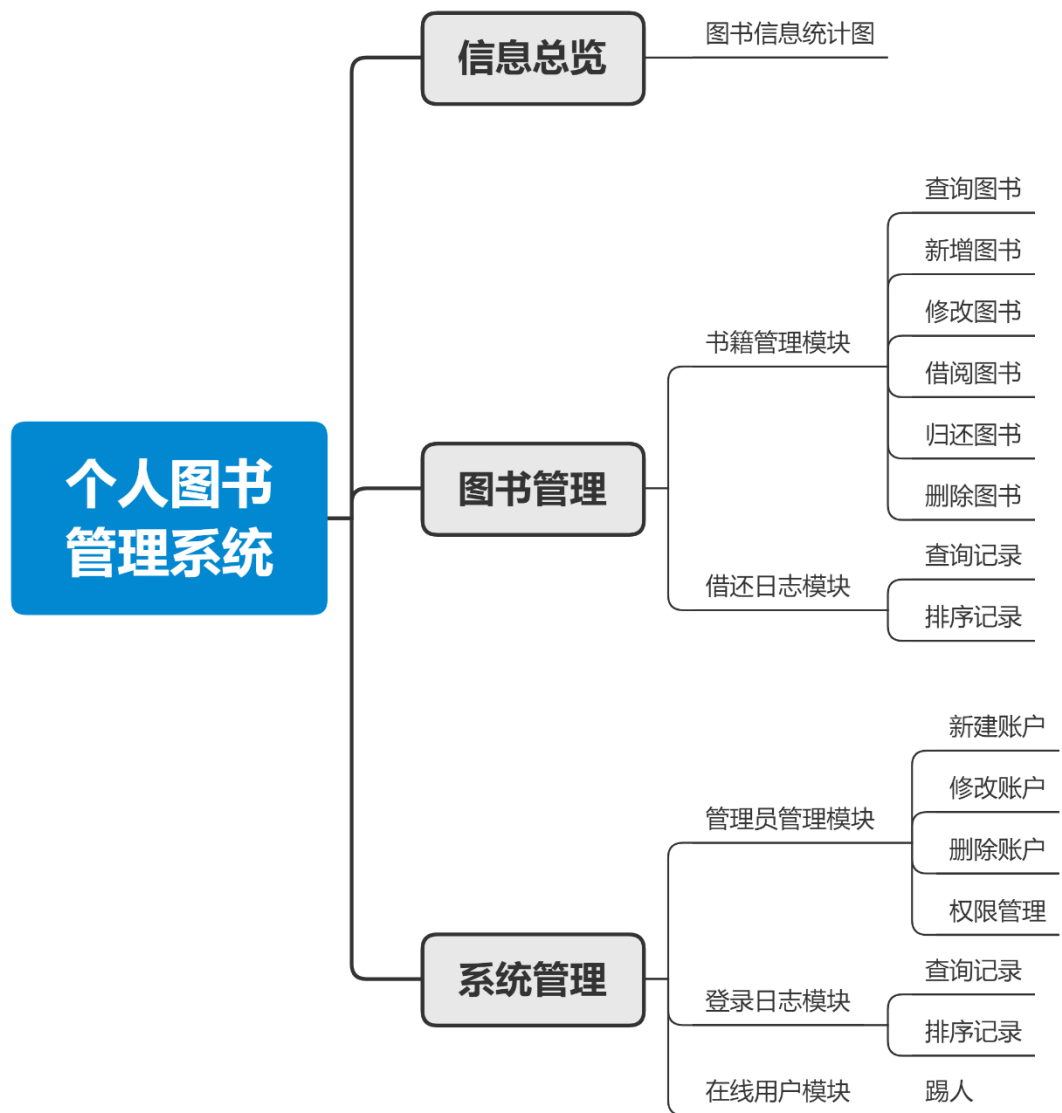 个人图书
管理系统
信息总览
图书信息统计图
图书管理
书籍管理模块
查询图书
新增图书
修改图书
借阅图书
归还图书
删除图书
借还日志模块
查询记录
排序记录
系统管理
管理员管理模块
新建账户
修改账户
删除账户
权限管理
登录日志模块
查询记录
排序记录
在线用户模块
踢人